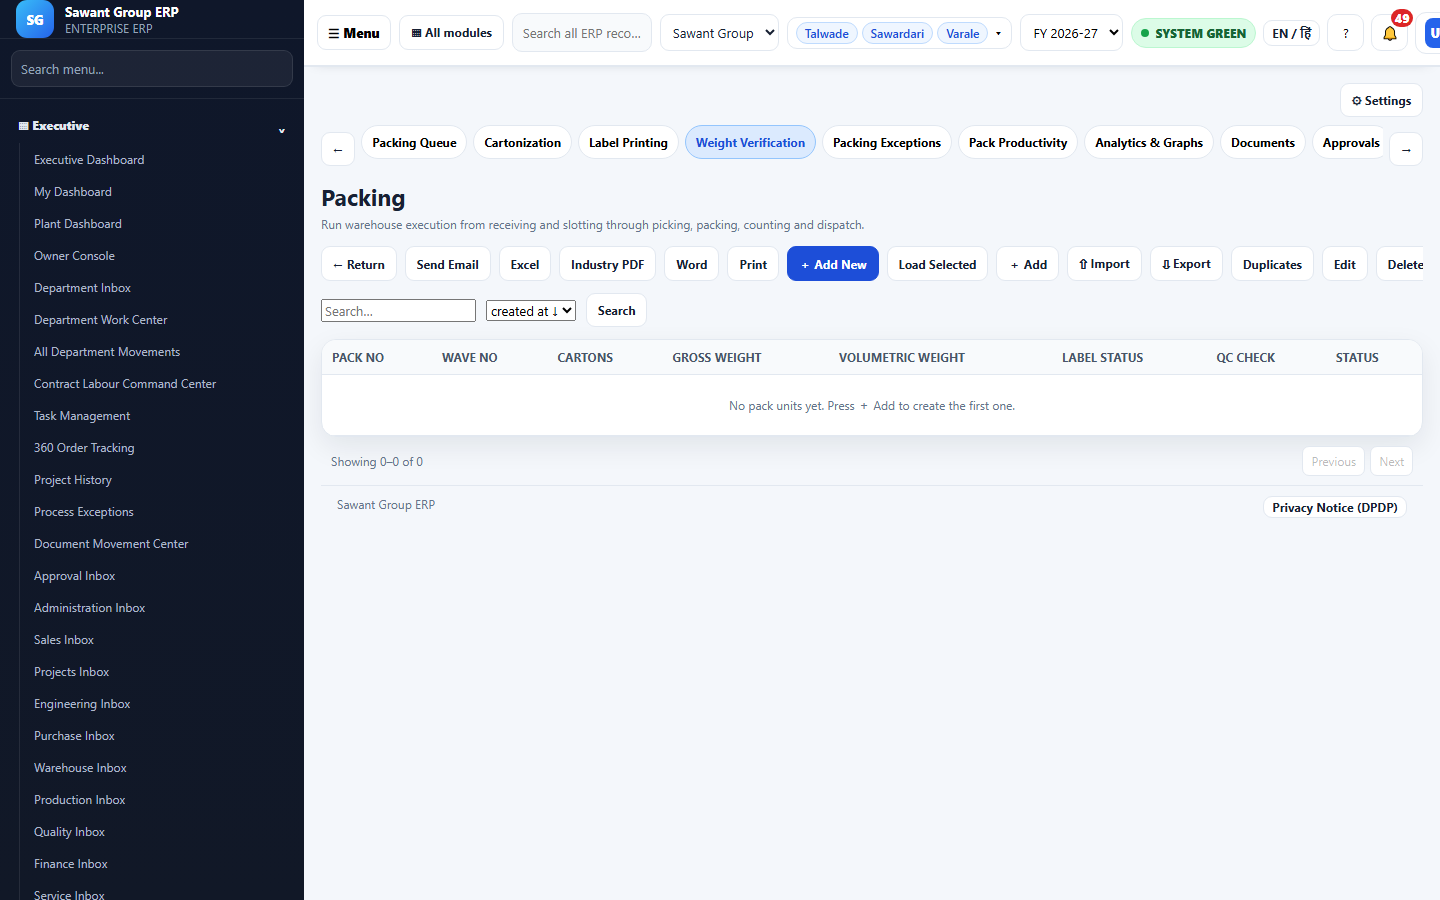 SG
Sawant Group ERP
ENTERPRISE ERP
☰ Menu
▦ All modules
Search all ERP reco...
Sawant Group
Talwade
Sawardari
Varale
FY 2026-27
SYSTEM GREEN
EN / हिं
?
49
U
Search menu...
⚙ Settings
▦ Executive
Executive Dashboard
My Dashboard
Plant Dashboard
Owner Console
Department Inbox
Department Work Center
All Department Movements
Contract Labour Command Center
Task Management
360 Order Tracking
Project History
Process Exceptions
Document Movement Center
Approval Inbox
Administration Inbox
Sales Inbox
Projects Inbox
Engineering Inbox
Purchase Inbox
Warehouse Inbox
Production Inbox
Quality Inbox
Finance Inbox
Service Inbox
←
Packing Queue
Cartonization
Label Printing
Weight Verification
Packing Exceptions
Pack Productivity
Analytics & Graphs
Documents
Approvals
→
Packing
Run warehouse execution from receiving and slotting through picking, packing, counting and dispatch.
← Return
Send Email
Excel
Industry PDF
Word
Print
+ Add New
Load Selected
+ Add
⇧ Import
⇩ Export
Duplicates
Edit
Delete
Search...
created at ↓
Search
PACK NO
WAVE NO
CARTONS
GROSS WEIGHT
VOLUMETRIC WEIGHT
LABEL STATUS
QC CHECK
STATUS
No pack units yet. Press + Add to create the first one.
Showing 0–0 of 0
Previous
Next
Sawant Group ERP
Privacy Notice (DPDP)